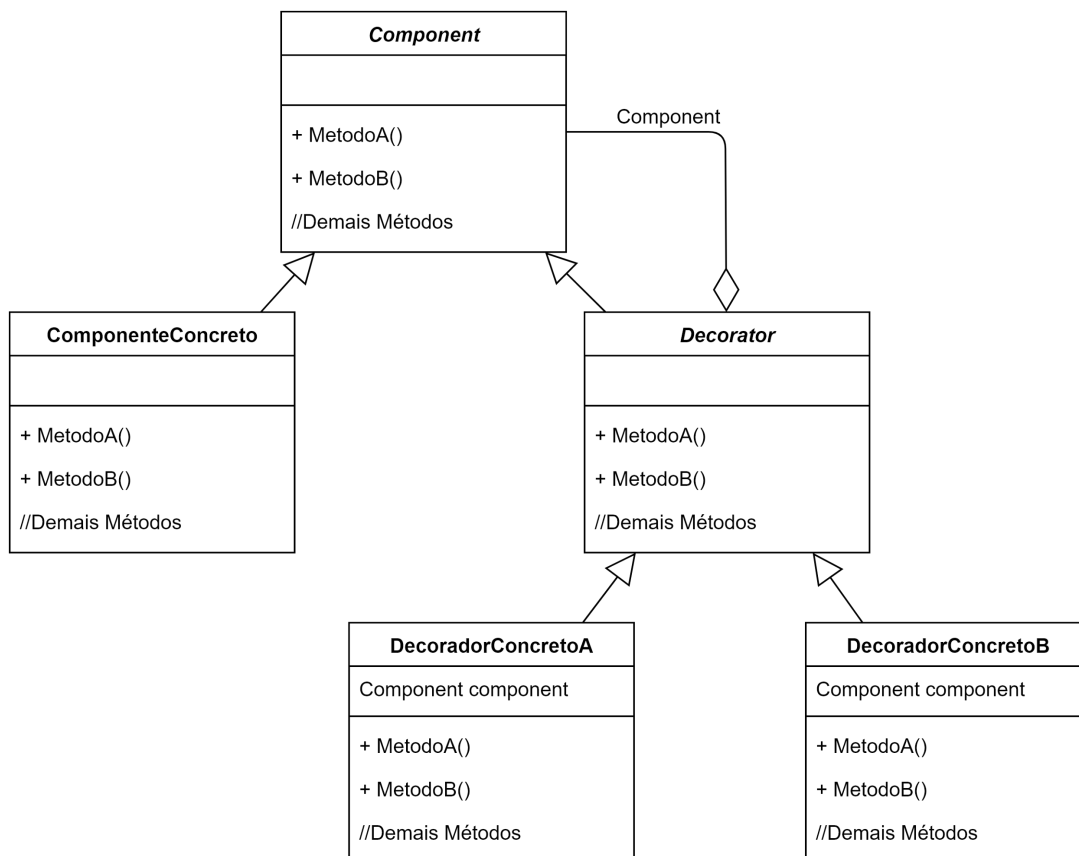 Component
+ MetodoA()
+ MetodoB()
//Demais Métodos
Component
ComponenteConcreto
+ MetodoA()
+ MetodoB()
//Demais Métodos
Decorator
+ MetodoA()
+ MetodoB()
//Demais Métodos
DecoradorConcretoA
Component component
+ MetodoA()
+ MetodoB()
//Demais Métodos
DecoradorConcretoB
Component component
+ MetodoA()
+ MetodoB()
//Demais Métodos